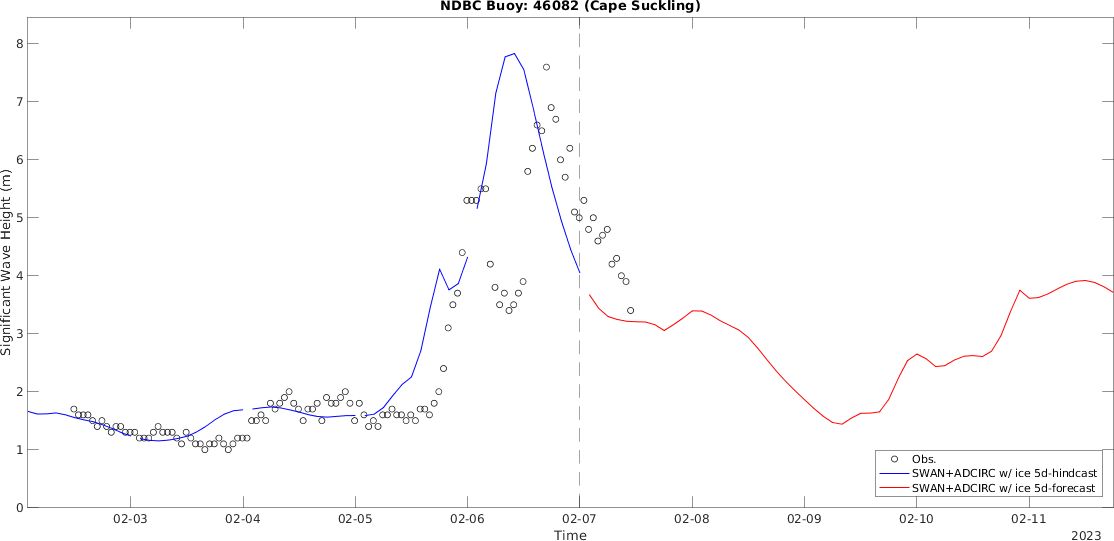 NDBC Buoy: 46082 (Cape Suckling)
Significant Wave Height (m)
8
7
6
5
4
3
2
1
0
02-03 02-04 02-05 02-06 02-07 02-08 02-09 02-10 02-11
Time
2023
Obs.
SWAN+ADCIRC w/ ice 5d-hindcast
SWAN+ADCIRC w/ ice 5d-forecast